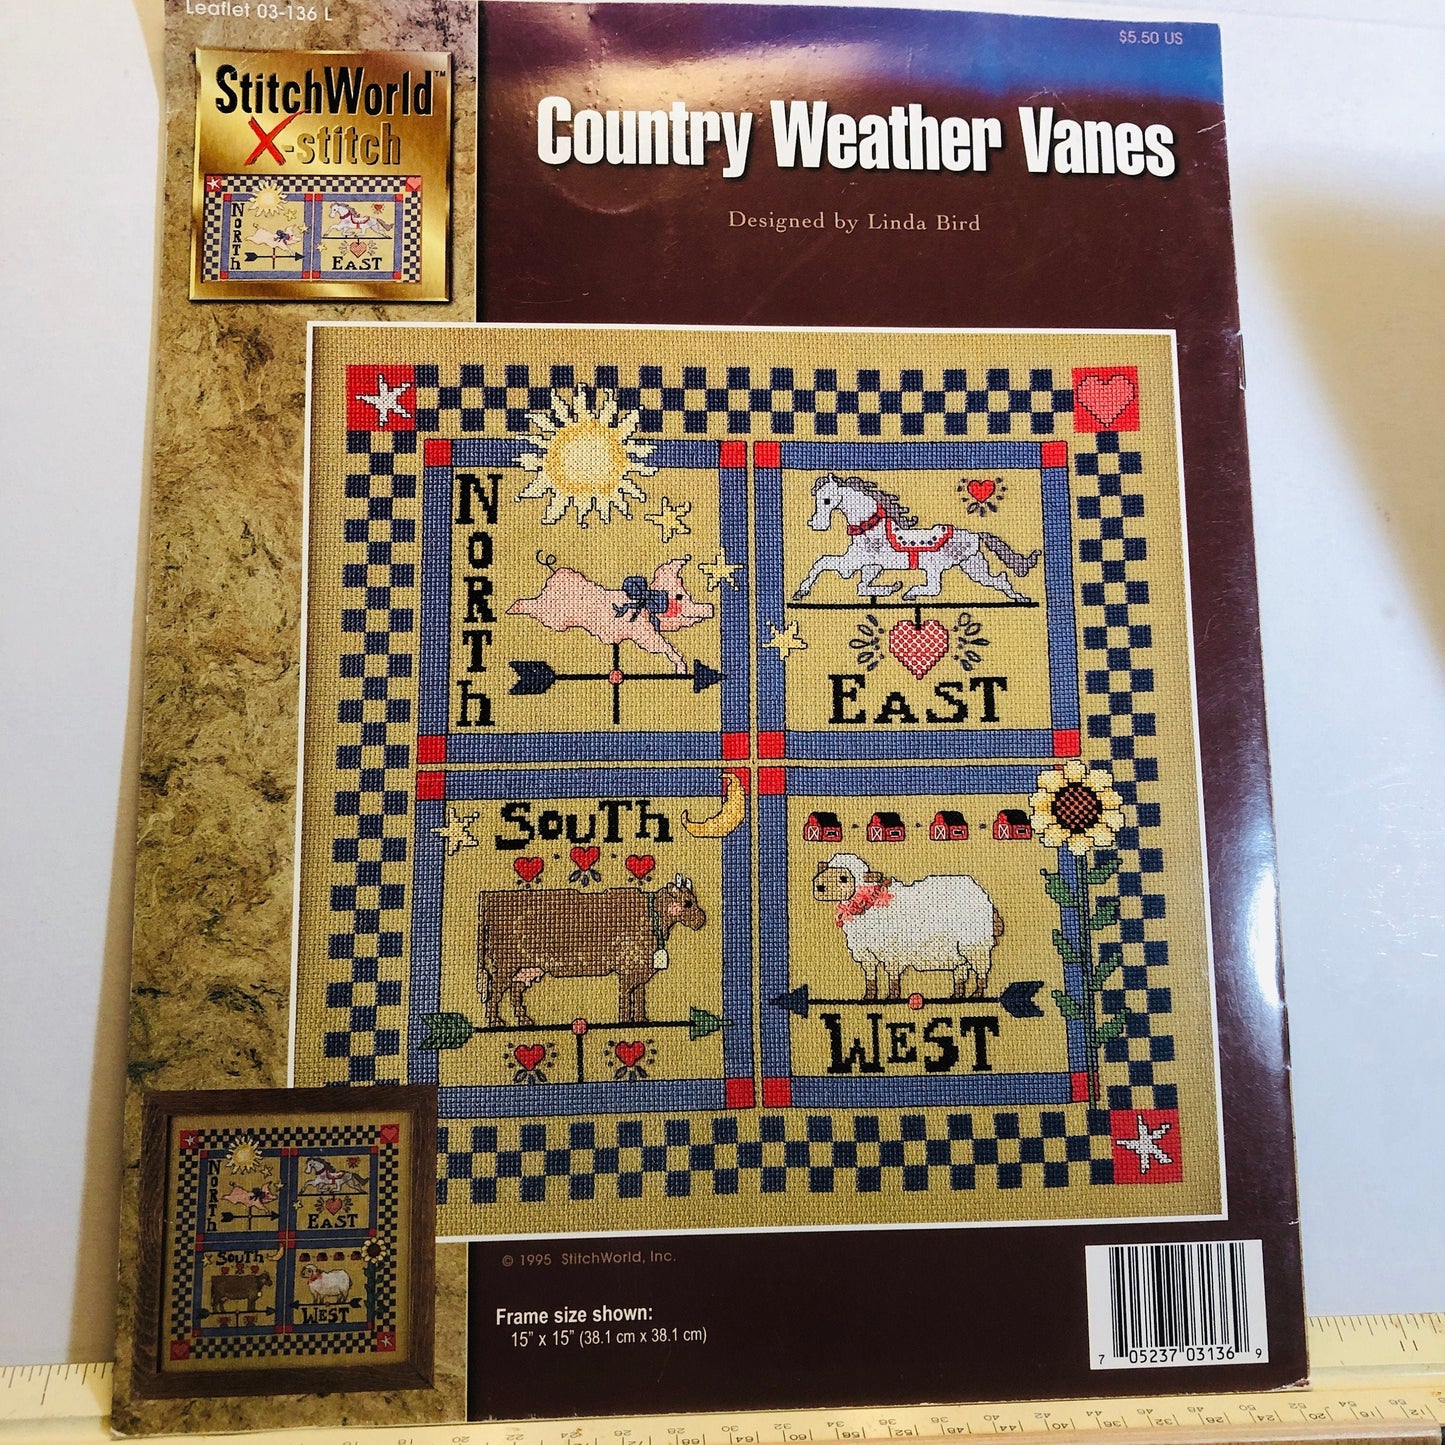 Leaflet 03-136 L
$5.50 US
StitchWorld™
X-stitch
NORTh
EAST
Country Weather Vanes
Designed by Linda Bird
NORTh
EAST
SouTh
WEST
NORTh
EAST
SouTh
WEST
© 1995 StitchWorld, Inc.
Frame size shown:
15" x 15" (38.1 cm x 38.1 cm)
7 05237 03136 9